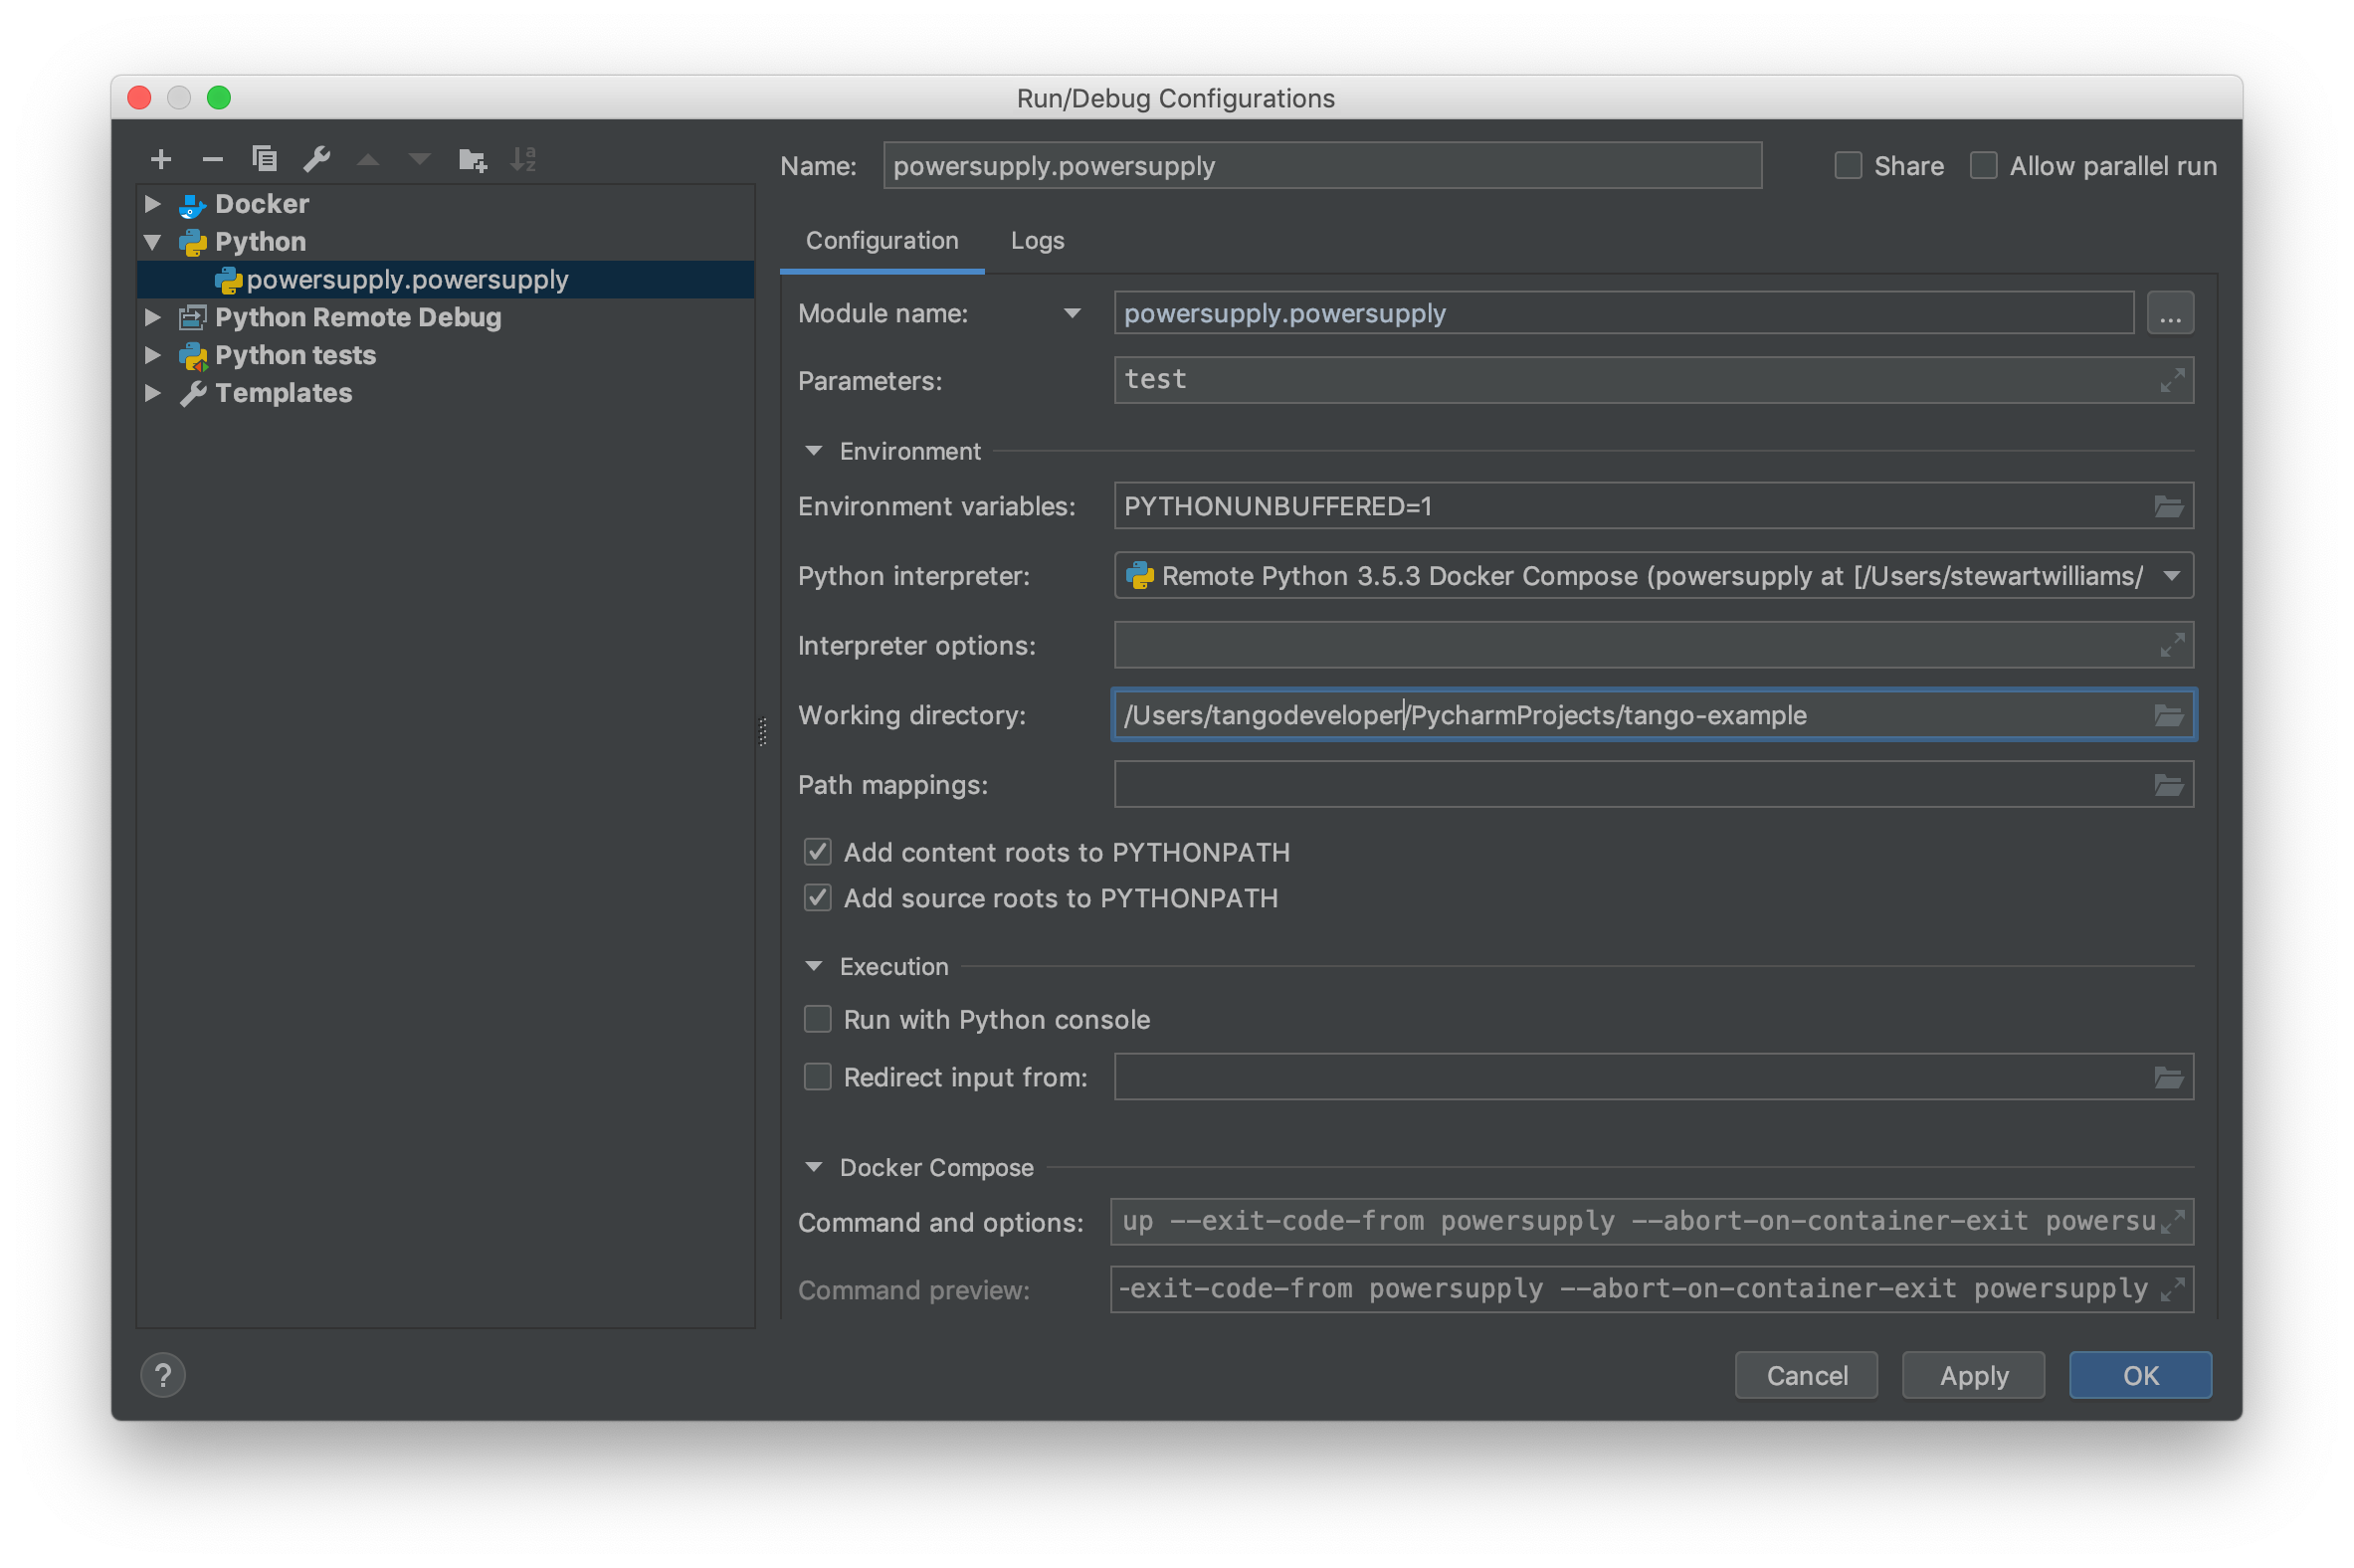 Run/Debug Configurations
Name: powersupply.powersupply Share Allow parallel run
Docker
Python
powersupply.powersupply
Python Remote Debug
Python tests
Templates
Configuration Logs
Module name: powersupply.powersupply ...
Parameters: test
Environment
Environment variables: PYTHONUNBUFFERED=1
Python interpreter: Remote Python 3.5.3 Docker Compose (powersupply at [/Users/stewartwilliams/
Interpreter options:
Working directory: /Users/tangodeveloper/PycharmProjects/tango-example
Path mappings:
Add content roots to PYTHONPATH
Add source roots to PYTHONPATH
Execution
Run with Python console
Redirect input from:
Docker Compose
Command and options: up --exit-code-from powersupply --abort-on-container-exit powersu
Command preview: -exit-code-from powersupply --abort-on-container-exit powersupply
? Cancel Apply OK